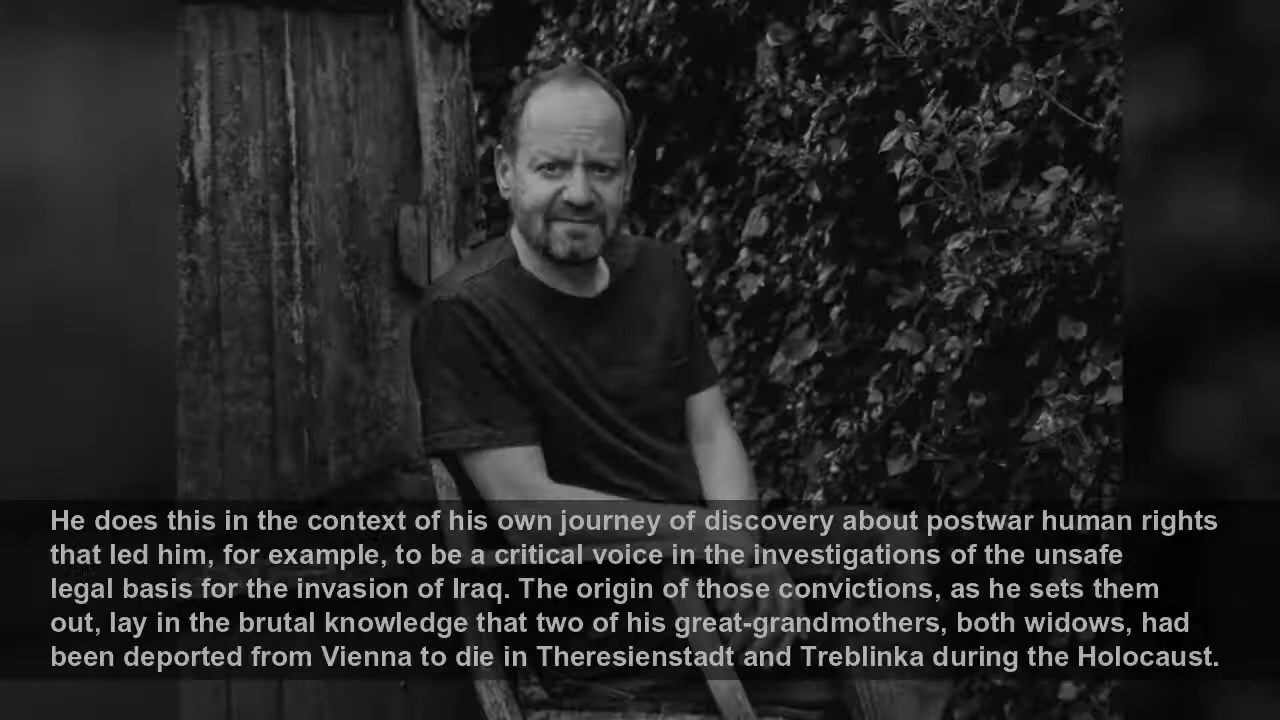 He does this in the context of his own journey of discovery about postwar human rights
that led him, for example, to be a critical voice in the investigations of the unsafe
legal basis for the invasion of Iraq. The origin of those convictions, as he sets them
out, lay in the brutal knowledge that two of his great-grandmothers, both widows, had
been deported from Vienna to die in Theresienstadt and Treblinka during the Holocaust.